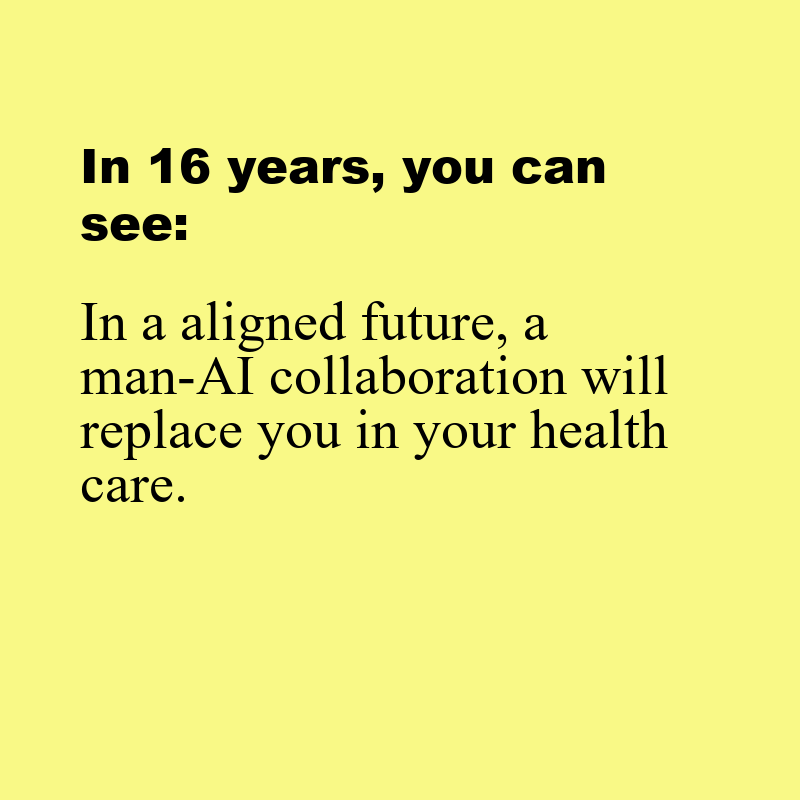 In 16 years, you can
see:
In a aligned future, a
man-AI collaboration will
replace you in your health
care.